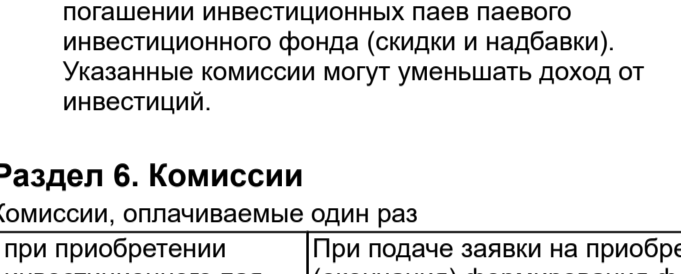 погашении инвестиционных паев паевого
инвестиционного фонда (скидки и надбавки).
Указанные комиссии могут уменьшать доход от
инвестиций.
Раздел 6. Комиссии
Комиссии, оплачиваемые один раз
при приобретении
При подаче заявки на